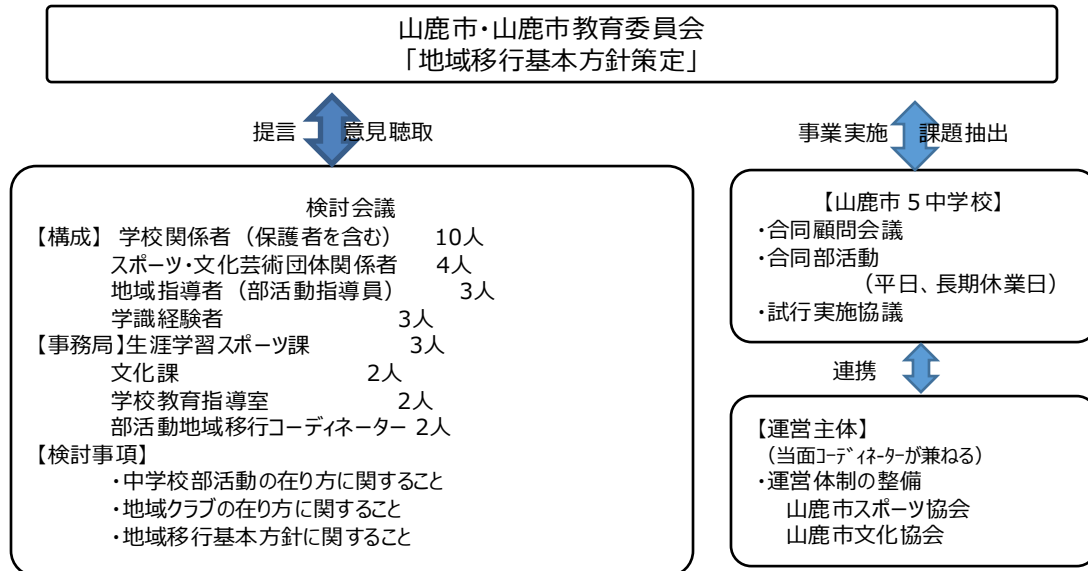 山鹿市・山鹿市教育委員会
「地域移行基本方針策定」
提言 意見聴取
検討会議
【構成】 学校関係者(保護者を含む) 10人
スポーツ・文化芸術団体関係者 4人
地域指導者(部活動指導員) 3人
学識経験者 3人
【事務局】生涯学習スポーツ課 3人
文化課 2人
学校教育指導室 2人
部活動地域移行コーディネーター 2人
【検討事項】
・中学校部活動の在り方に関すること
・地域クラブの在り方に関すること
・地域移行基本方針に関すること
事業実施 課題抽出
【山鹿市5中学校】
・合同顧問会議
・合同部活動
(平日、長期休業日)
・試行実施協議
連携
【運営主体】
(当面コーディネーターが兼ねる)
・運営体制の整備
山鹿市スポーツ協会
山鹿市文化協会